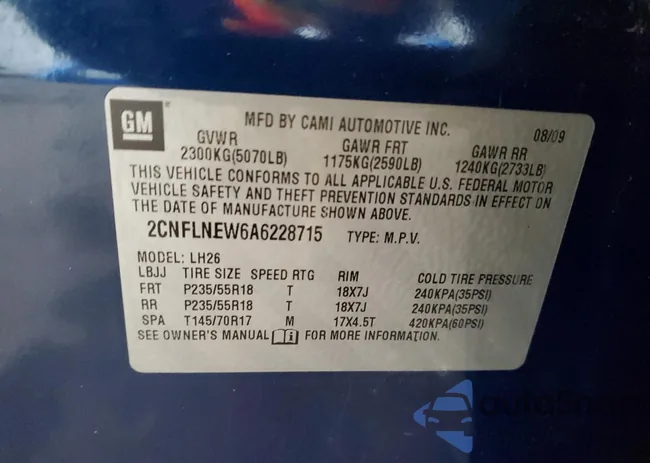 GM
MFD BY CAMI AUTOMOTIVE INC. 08/09
GVWR GAWR FRT GAWR RR
2300KG(5070LB) 1175KG(2590LB) 1240KG(2733LB)
THIS VEHICLE CONFORMS TO ALL APPLICABLE U.S. FEDERAL MOTOR
VEHICLE SAFETY AND THEFT PREVENTION STANDARDS IN EFFECT ON
THE DATE OF MANUFACTURE SHOWN ABOVE.
2CNFLNEW6A6228715 TYPE: M.P.V.
MODEL: LH26
LBJJ TIRE SIZE SPEED RTG RIM COLD TIRE PRESSURE
FRT P235/55R18 T 18X7J 240KPA(35PSI)
RR P235/55R18 T 18X7J 240KPA(35PSI)
SPA T145/70R17 M 17X4.5T 420KPA(60PSI)
SEE OWNER'S MANUAL i FOR MORE INFORMATION.